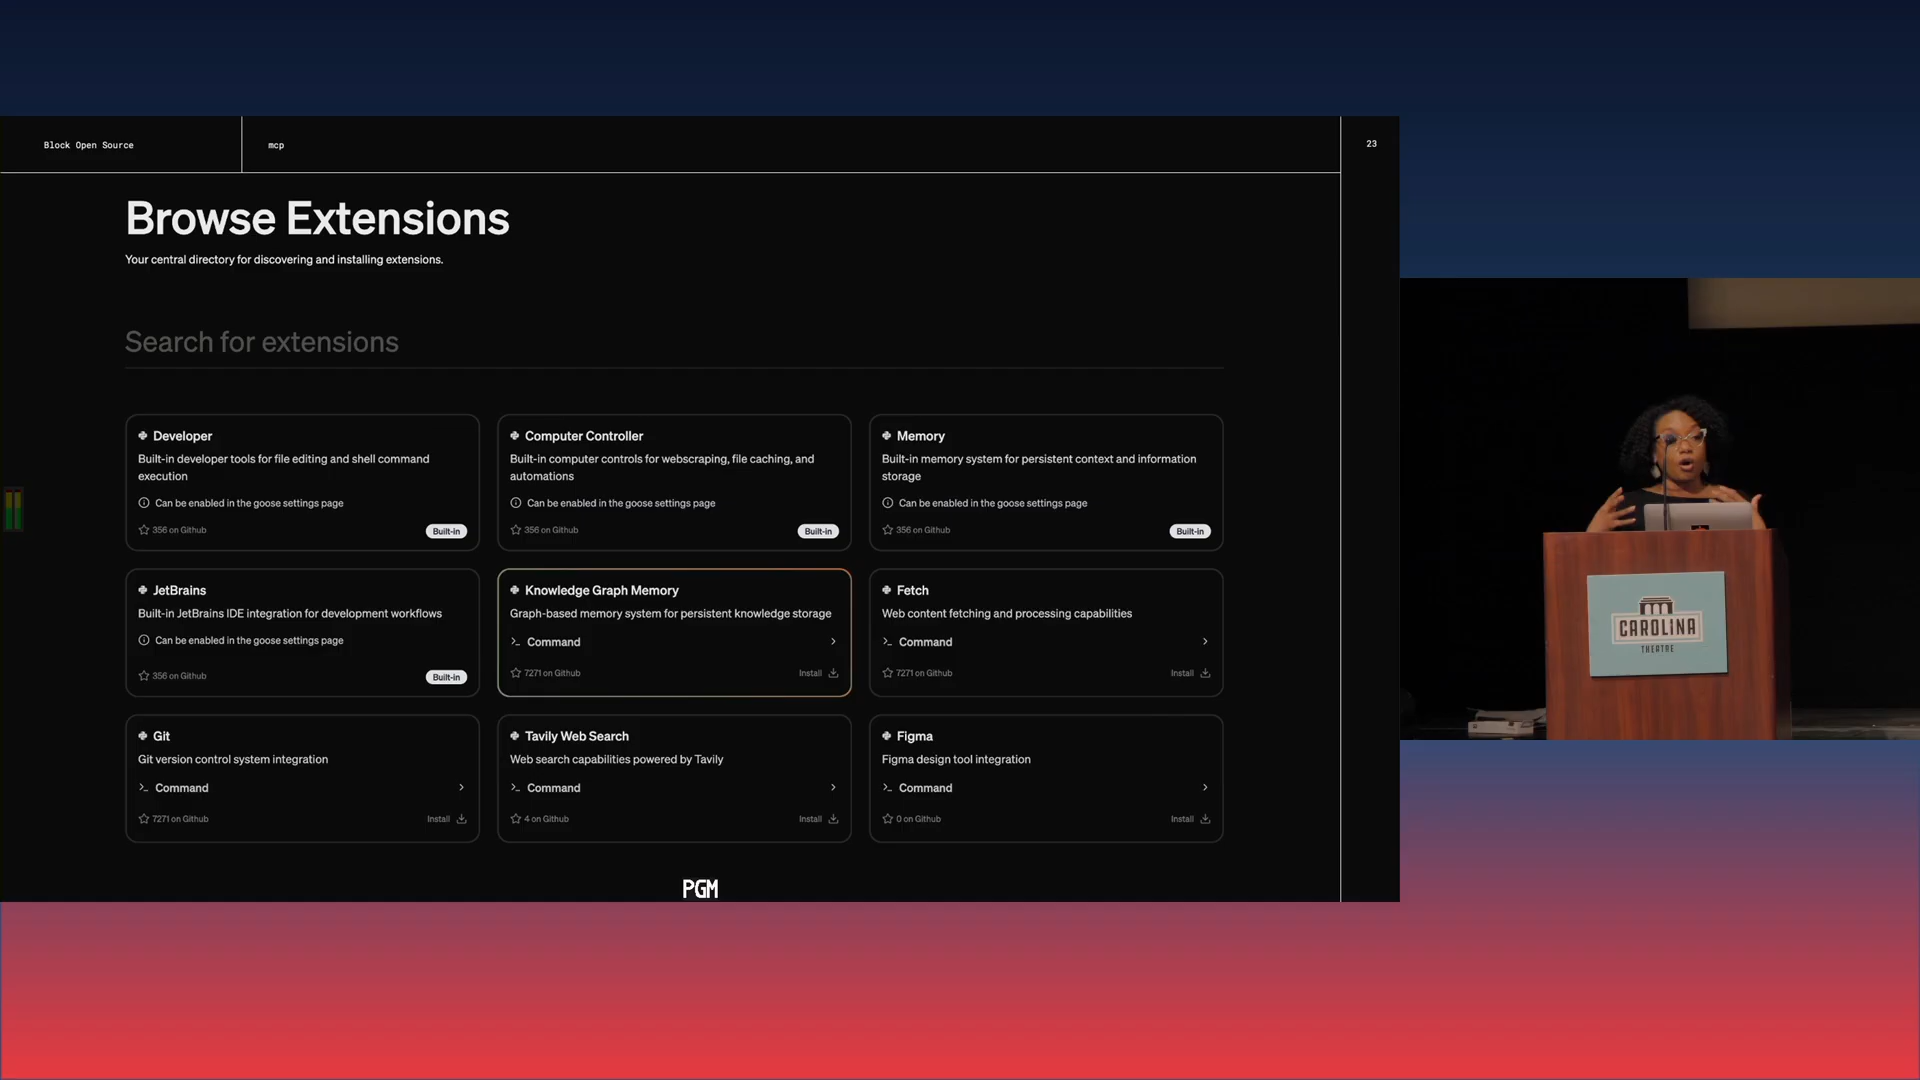 Block Open Source
mcp
23
Browse Extensions
Your central directory for discovering and installing extensions.
Search for extensions
Developer
Built-in developer tools for file editing and shell command
execution
Can be enabled in the goose settings page
356 on Github
Built-in
Computer Controller
Built-in computer controls for webscraping, file caching, and
automations
Can be enabled in the goose settings page
356 on Github
Built-in
Memory
Built-in memory system for persistent context and information
storage
Can be enabled in the goose settings page
356 on Github
Built-in
JetBrains
Built-in JetBrains IDE integration for development workflows
Can be enabled in the goose settings page
356 on Github
Built-in
Knowledge Graph Memory
Graph-based memory system for persistent knowledge storage
>_ Command >
7271 on Github
Install
Fetch
Web content fetching and processing capabilities
>_ Command >
7271 on Github
Install
Git
Git version control system integration
>_ Command >
7271 on Github
Install
Tavily Web Search
Web search capabilities powered by Tavily
>_ Command >
4 on Github
Install
Figma
Figma design tool integration
>_ Command >
0 on Github
Install
PGM
CAROLINA
THEATRE